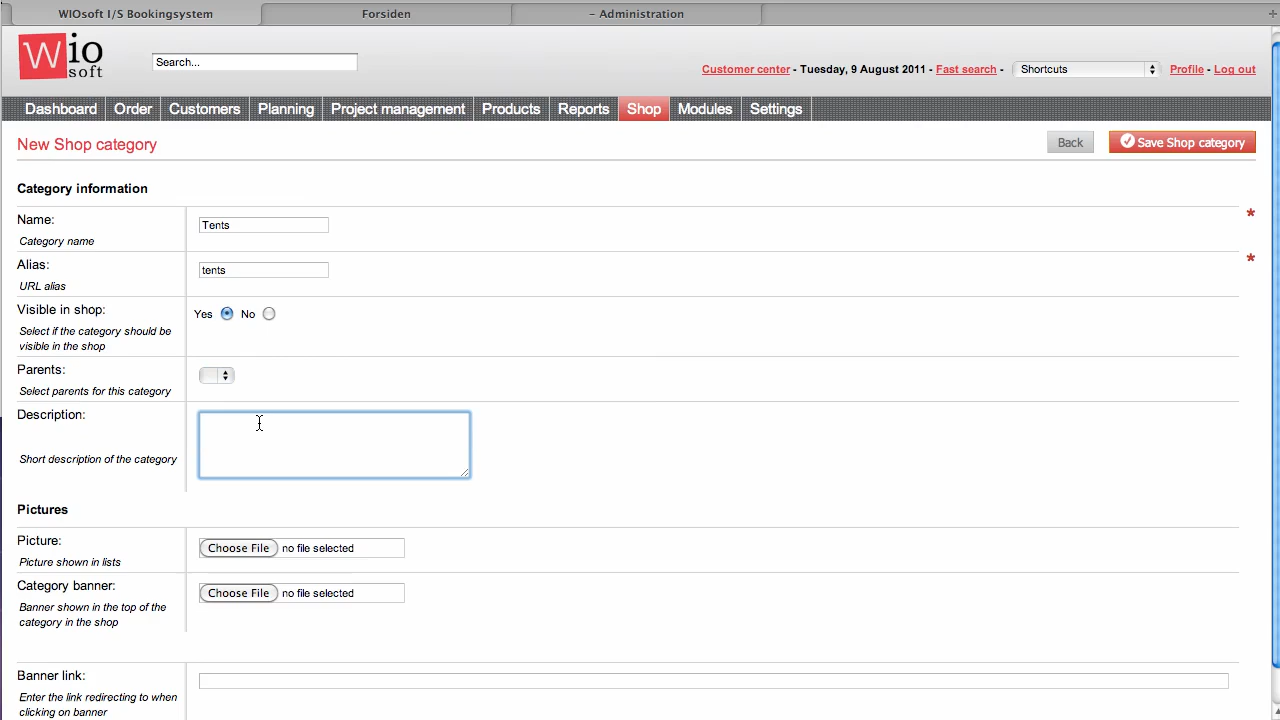 WIOsoft I/S Bookingsystem Forsiden – Administration
Wio soft
Search...
Customer center - Tuesday, 9 August 2011 - Fast search - Shortcuts Profile - Log out
Dashboard Order Customers Planning Project management Products Reports Shop Modules Settings
New Shop category Back Save Shop category
Category information
Name: Tents *
Category name
Alias: tents *
URL alias
Visible in shop: Yes No
Select if the category should be
visible in the shop
Parents:
Select parents for this category
Description:
Short description of the category
Pictures
Picture: Choose File no file selected
Picture shown in lists
Category banner: Choose File no file selected
Banner shown in the top of the
category in the shop
Banner link:
Enter the link redirecting to when
clicking on banner